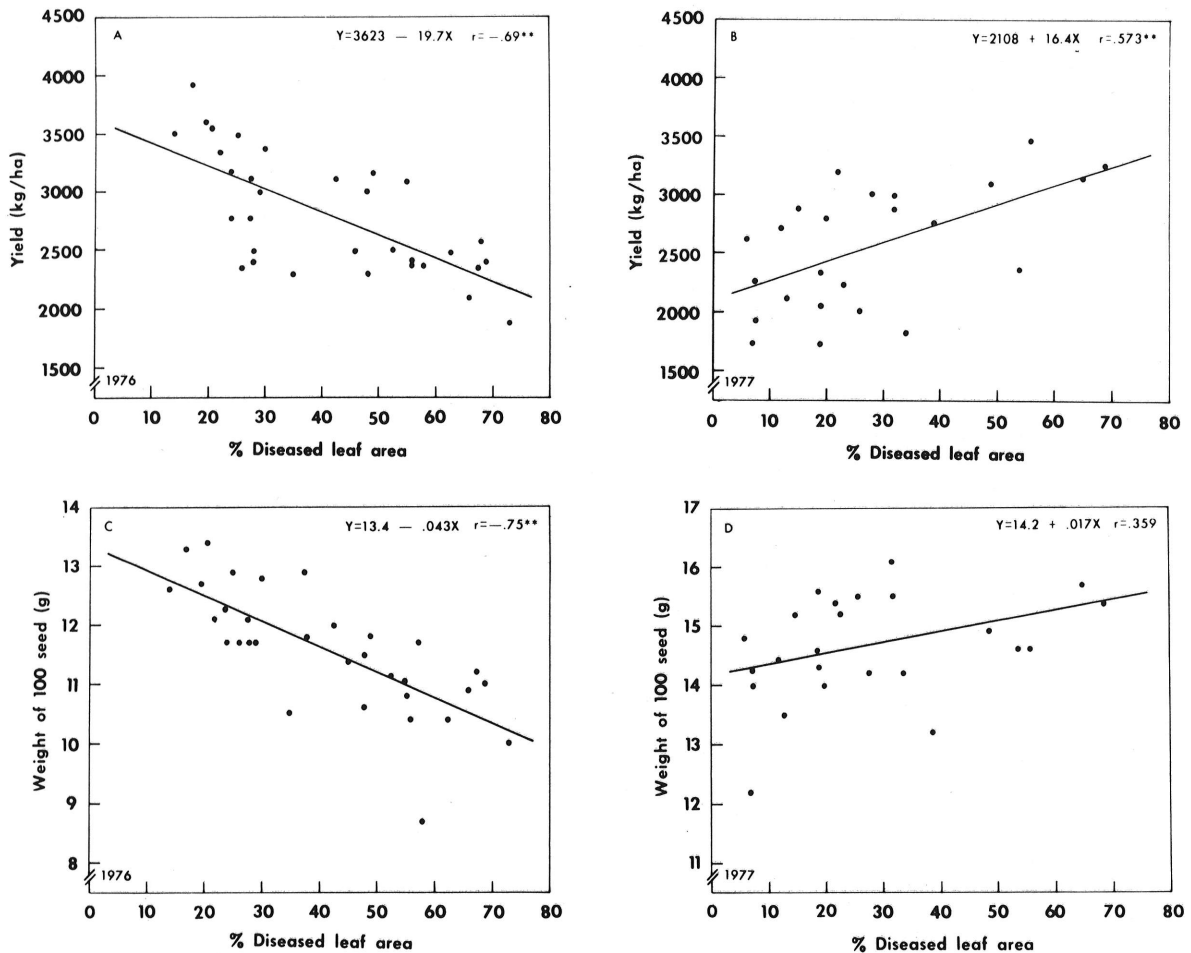 A
Y=3623 — 19.7X r=−.69**
4500
4000
3500
3000
2500
2000
1500
Yield (kg/ha)
1976
0 10 20 30 40 50 60 70 80
% Diseased leaf area
B
Y=2108 + 16.4X r=.573**
4500
4000
3500
3000
2500
2000
1500
Yield (kg/ha)
1977
0 10 20 30 40 50 60 70 80
% Diseased leaf area
C
Y=13.4 — .043X r=—.75**
14
13
12
11
10
9
8
Weight of 100 seed (g)
1976
0 10 20 30 40 50 60 70 80
% Diseased leaf area
D
Y=14.2 + .017X r=.359
17
16
15
14
13
12
11
Weight of 100 seed (g)
1977
0 10 20 30 40 50 60 70 80
% Diseased leaf area